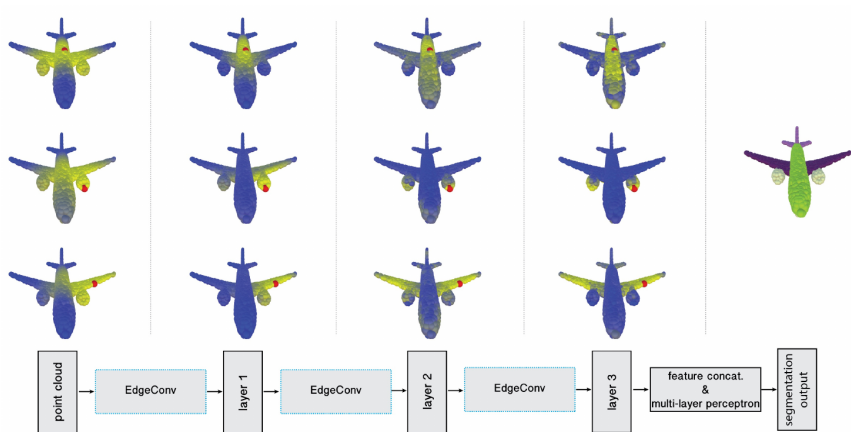 point cloud
EdgeConv
layer 1
EdgeConv
layer 2
EdgeConv
layer 3
feature concat.
&
multi-layer perceptron
segmentation
output